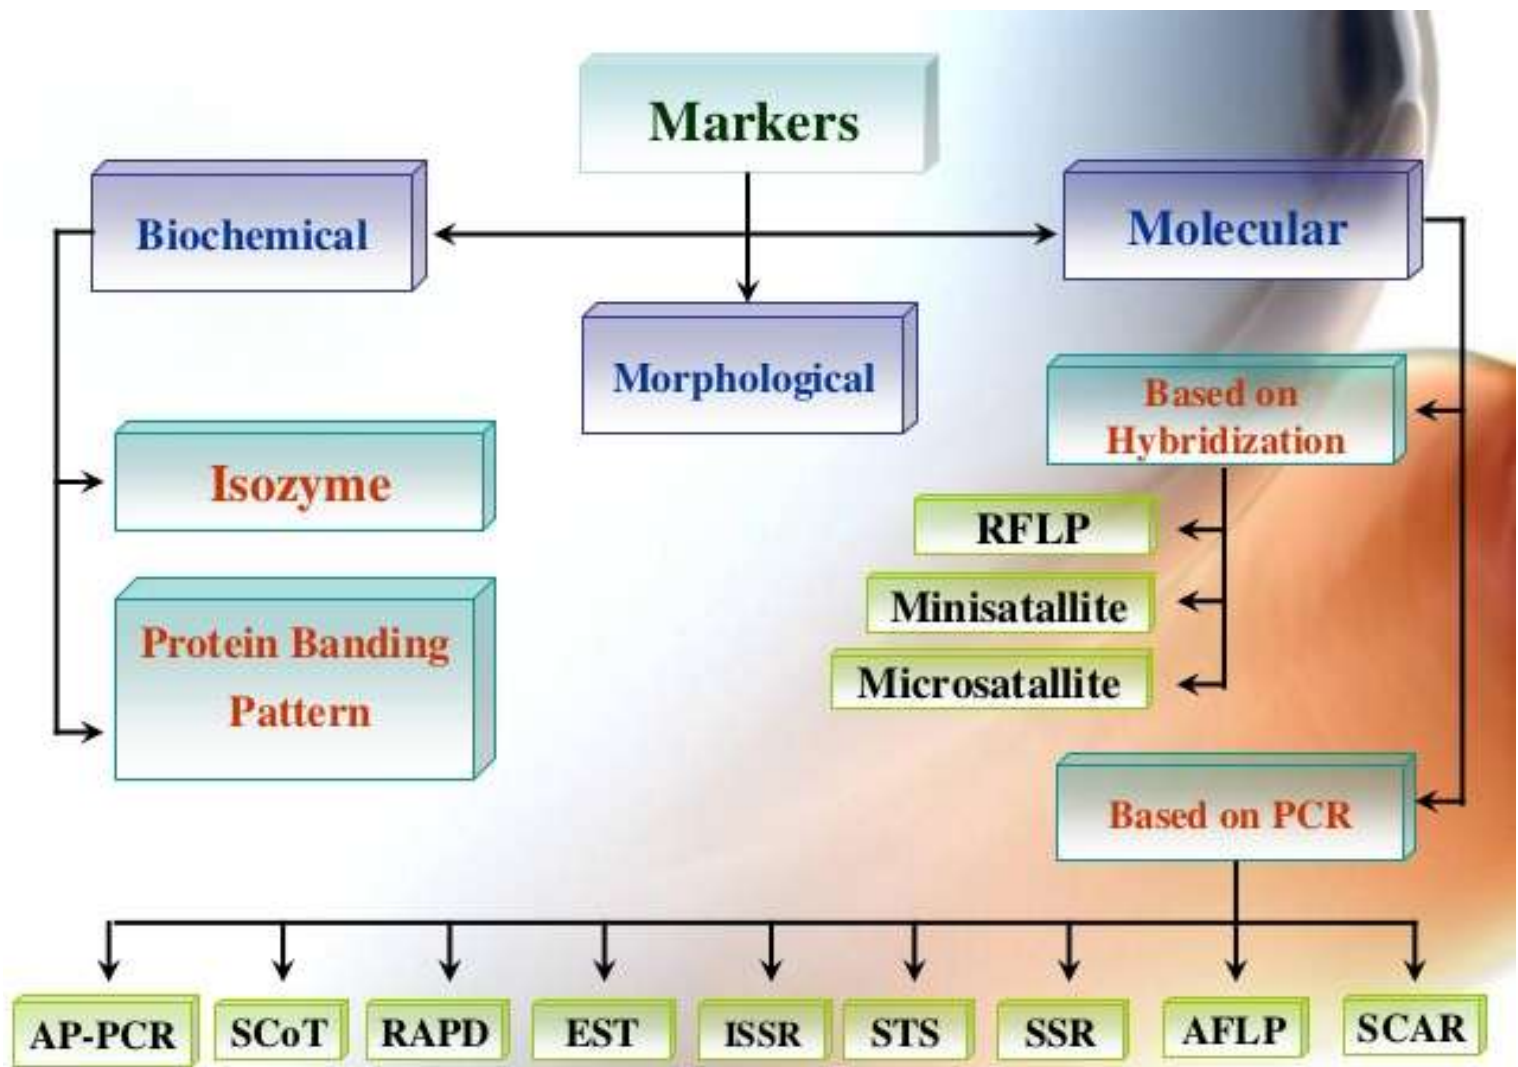 Markers
Biochemical
Molecular
Morphological
Based on
Hybridization
Isozyme
RFLP
Minisatallite
Protein Banding
Pattern
Microsatallite
Based on PCR
AP-PCR
SCoT
RAPD
EST
ISSR
STS
SSR
AFLP
SCAR